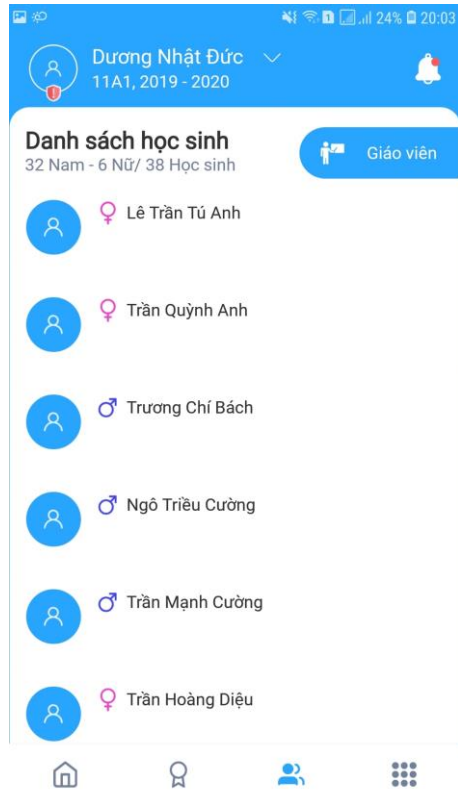 24% 20:03
Dương Nhật Đức
11A1, 2019 - 2020
Danh sách học sinh
32 Nam - 6 Nữ/ 38 Học sinh
Giáo viên
Lê Trần Tú Anh
Trần Quỳnh Anh
Trương Chí Bách
Ngô Triều Cường
Trần Mạnh Cường
Trần Hoàng Diệu